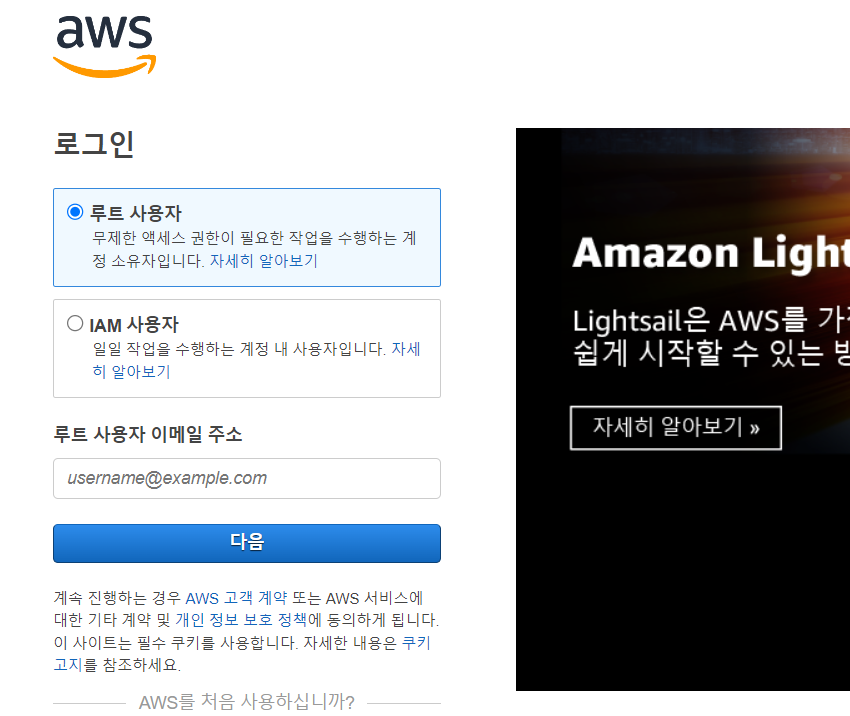 aws
로그인
루트 사용자
무제한 액세스 권한이 필요한 작업을 수행하는 계
정 소유자입니다. 자세히 알아보기
IAM 사용자
일일 작업을 수행하는 계정 내 사용자입니다. 자세
히 알아보기
루트 사용자 이메일 주소
username@example.com
다음
계속 진행하는 경우 AWS 고객 계약 또는 AWS 서비스에
대한 기타 계약 및 개인 정보 보호 정책에 동의하게 됩니다.
이 사이트는 필수 쿠키를 사용합니다. 자세한 내용은 쿠키
고지를 참조하세요.
AWS를 처음 사용하십니까?
Amazon Light
Lightsail은 AWS를
쉽게 시작할 수 있는
자세히 알아보기 »